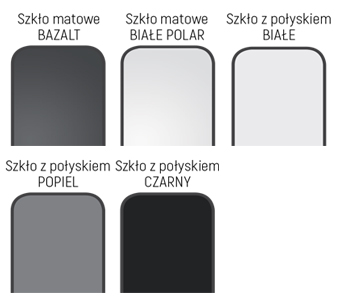 Szkło matowe
BAZALT
Szkło matowe
BIAŁE POLAR
Szkło z połyskiem
BIAŁE
Szkło z połyskiem
POPIEL
Szkło z połyskiem
CZARNY